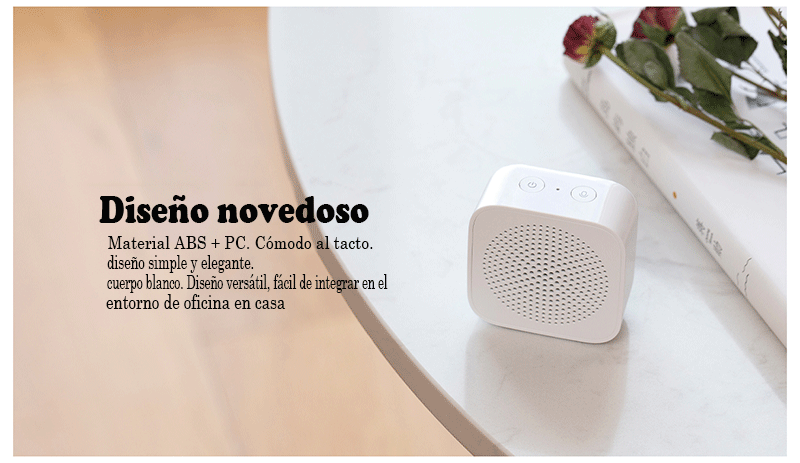 Diseño novedoso
Material ABS + PC. Cómodo al tacto.
diseño simple y elegante.
cuerpo blanco. Diseño versátil, fácil de integrar en el
entorno de oficina en casa